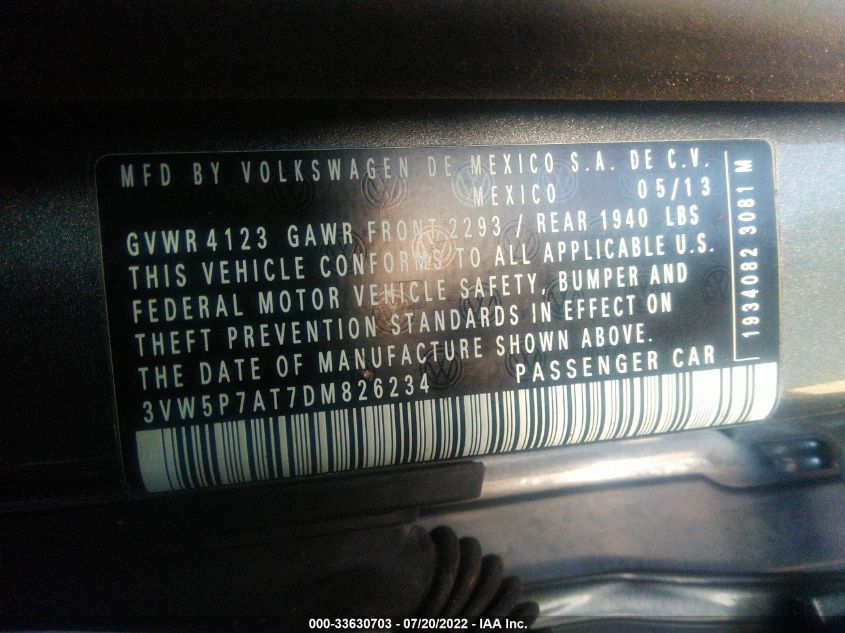 MFD BY VOLKSWAGEN DE MEXICO S.A. DE C.V.
MEXICO 05/13
GVWR 4123 GAWR FRONT 2293 / REAR 1940 LBS
THIS VEHICLE CONFORMS TO ALL APPLICABLE U.S.
FEDERAL MOTOR VEHICLE SAFETY, BUMPER AND
THEFT PREVENTION STANDARDS IN EFFECT ON
THE DATE OF MANUFACTURE SHOWN ABOVE.
3VW5P7AT7DM826234 PASSENGER CAR
1934082 3081 M
000-33630703 - 07/20/2022 - IAA Inc.